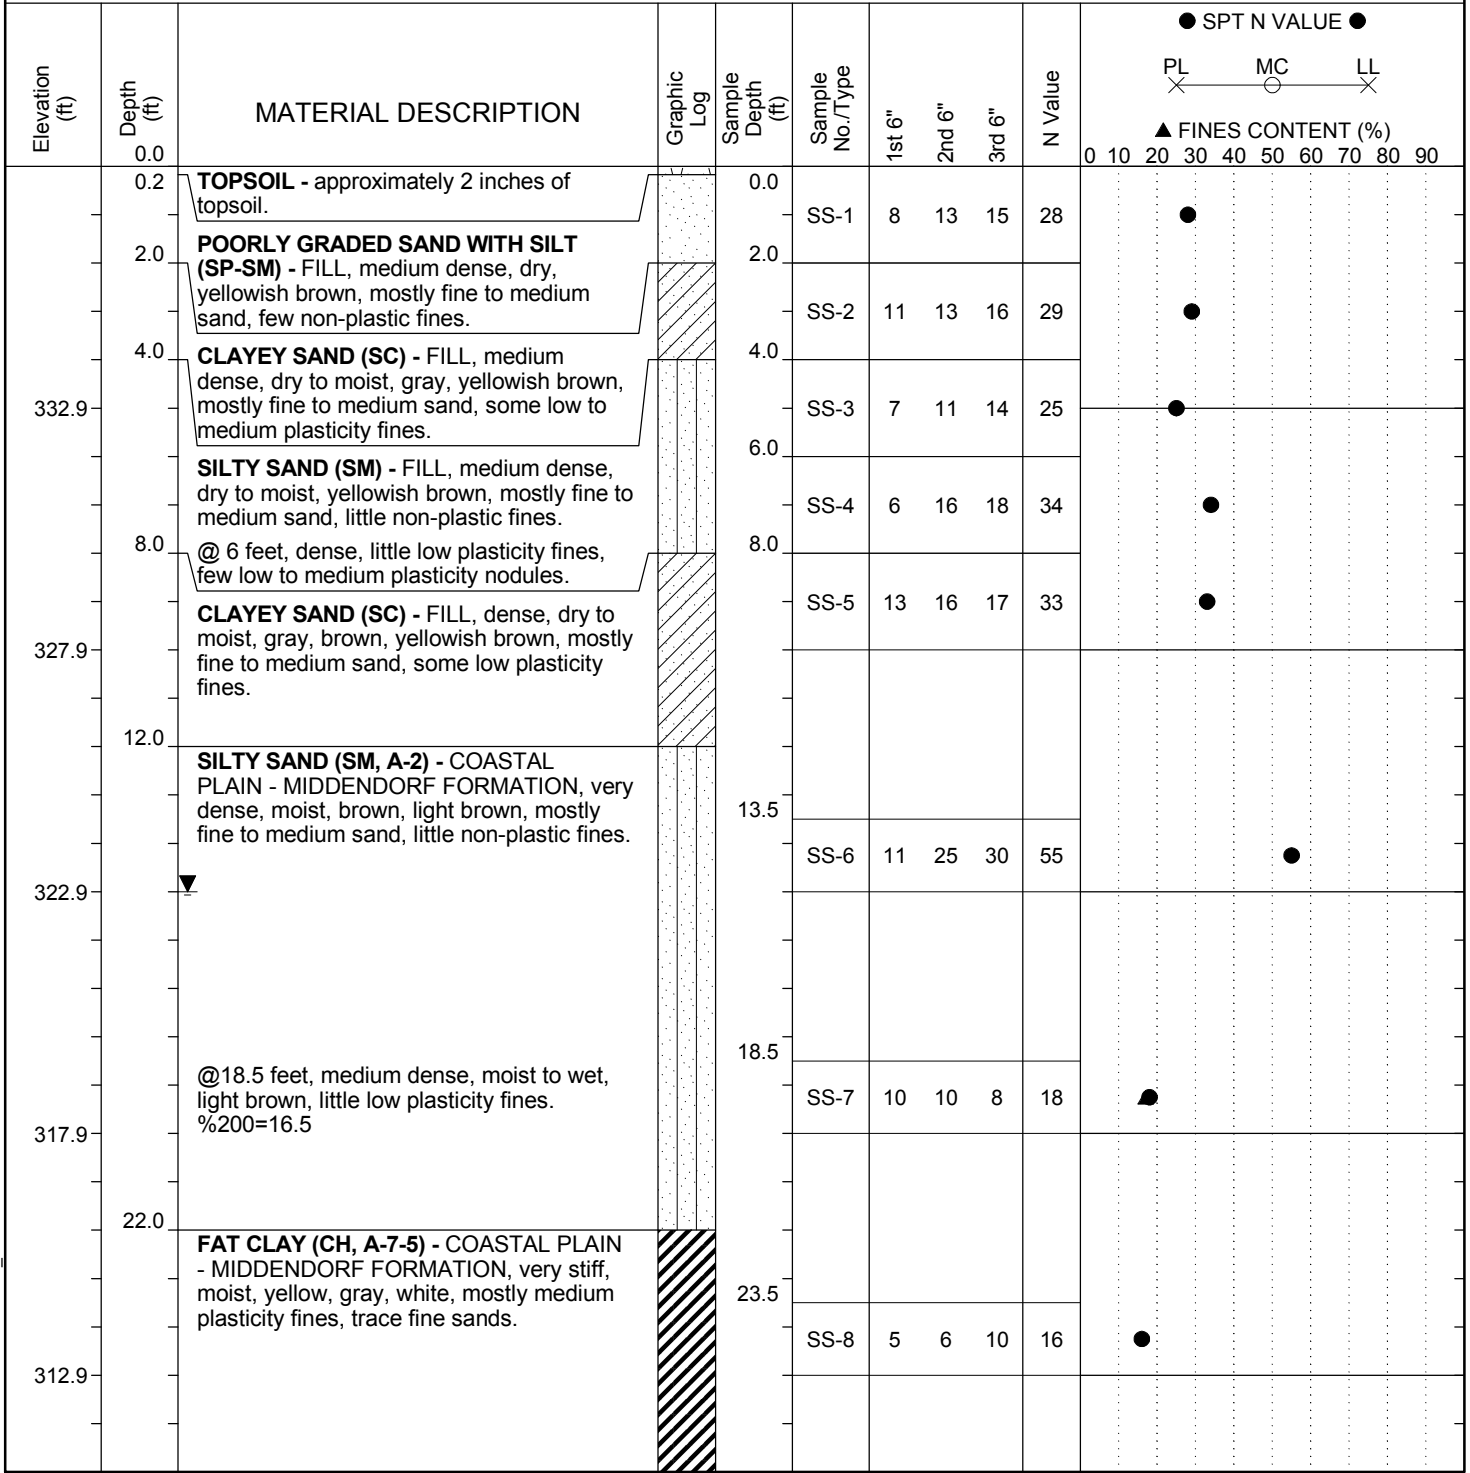 ● SPT N VALUE ●
PL MC LL
▲ FINES CONTENT (%)
0 10 20 30 40 50 60 70 80 90
Elevation
(ft)
Depth
(ft)
0.0
MATERIAL DESCRIPTION
Graphic
Log
Sample
Depth
(ft)
Sample
No./Type
1st 6"
2nd 6"
3rd 6"
N Value
0.2 TOPSOIL - approximately 2 inches of 0.0
topsoil.
SS-1 8 13 15 28
POORLY GRADED SAND WITH SILT
2.0 (SP-SM) - FILL, medium dense, dry, 2.0
yellowish brown, mostly fine to medium
sand, few non-plastic fines.
SS-2 11 13 16 29
4.0 CLAYEY SAND (SC) - FILL, medium 4.0
dense, dry to moist, gray, yellowish brown,
332.9 mostly fine to medium sand, some low to SS-3 7 11 14 25
medium plasticity fines.
6.0
SILTY SAND (SM) - FILL, medium dense,
dry to moist, yellowish brown, mostly fine to
medium sand, little non-plastic fines.
SS-4 6 16 18 34
8.0 @ 6 feet, dense, little low plasticity fines, 8.0
few low to medium plasticity nodules.
CLAYEY SAND (SC) - FILL, dense, dry to SS-5 13 16 17 33
moist, gray, brown, yellowish brown, mostly
327.9 fine to medium sand, some low plasticity
fines.
12.0
SILTY SAND (SM, A-2) - COASTAL
PLAIN - MIDDENDORF FORMATION, very
dense, moist, brown, light brown, mostly 13.5
fine to medium sand, little non-plastic fines.
SS-6 11 25 30 55
322.9
18.5
@18.5 feet, medium dense, moist to wet,
light brown, little low plasticity fines. SS-7 10 10 8 18
%200=16.5
317.9
22.0
FAT CLAY (CH, A-7-5) - COASTAL PLAIN
- MIDDENDORF FORMATION, very stiff,
moist, yellow, gray, white, mostly medium 23.5
plasticity fines, trace fine sands.
SS-8 5 6 10 16
312.9